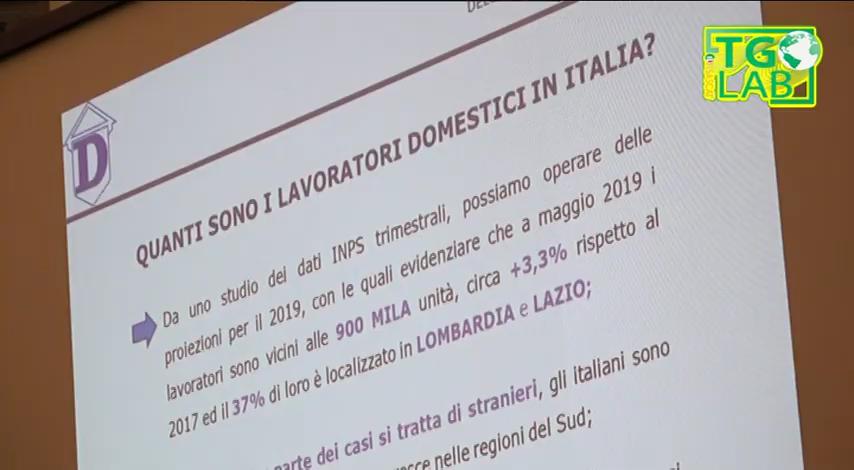 TG
LAB
D
QUANTI SONO I LAVORATORI DOMESTICI IN ITALIA?
Da uno studio dei dati INPS trimestrali, possiamo operare delle
proiezioni per il 2019, con le quali evidenziare che a maggio 2019 i
lavoratori sono vicini alle 900 MILA unità, circa +3,3% rispetto al
2017 ed il 37% di loro è localizzato in LOMBARDIA e LAZIO;
parte dei casi si tratta di stranieri, gli italiani sono
nelle regioni del Sud;